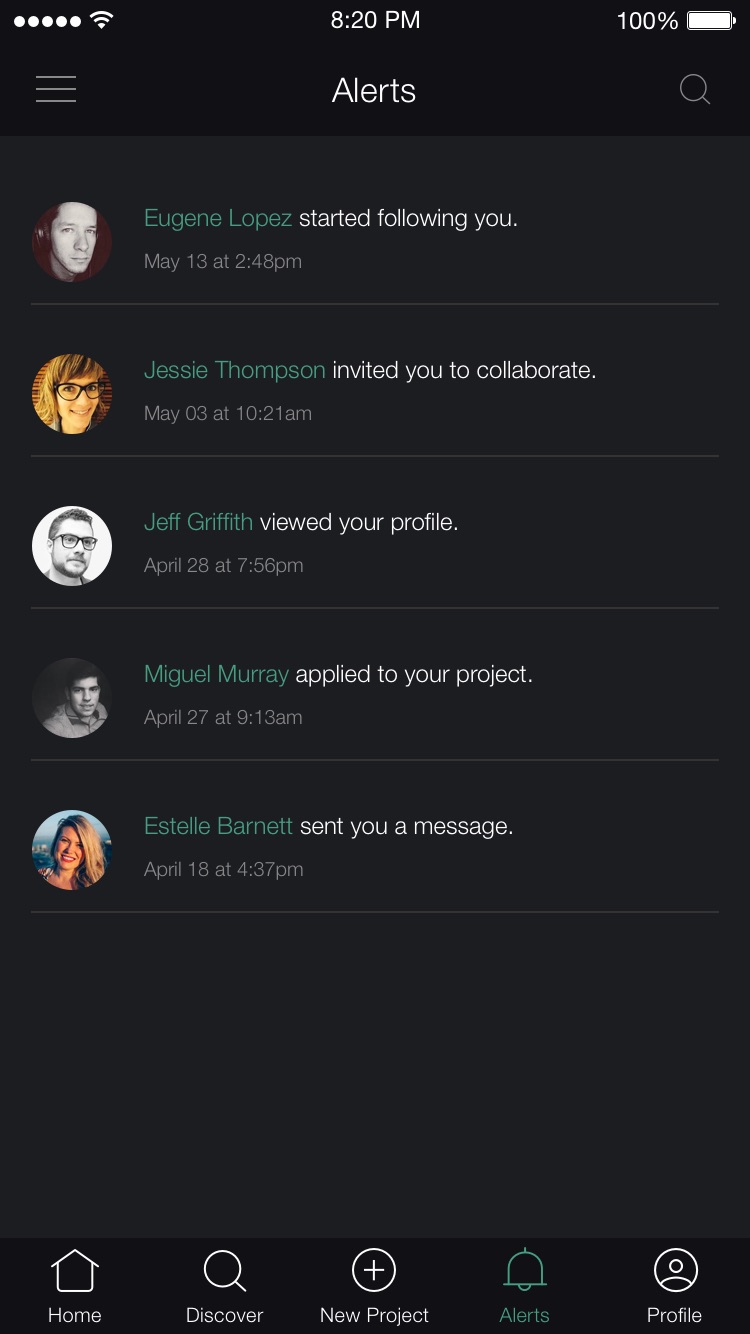 8:20 PM 100%
Alerts
Eugene Lopez started following you.
May 13 at 2:48pm
Jessie Thompson invited you to collaborate.
May 03 at 10:21am
Jeff Griffith viewed your profile.
April 28 at 7:56pm
Miguel Murray applied to your project.
April 27 at 9:13am
Estelle Barnett sent you a message.
April 18 at 4:37pm
Home Discover New Project Alerts Profile